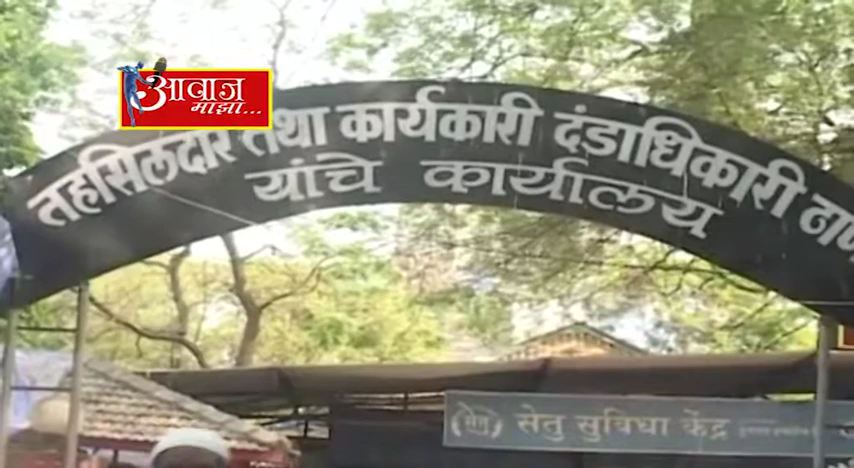 आवाज
माझा...
तहसिलदार तथा कार्यकारी दंडाधिकारी
यांचे कार्यालय
सेतु सुविधा केंद्र